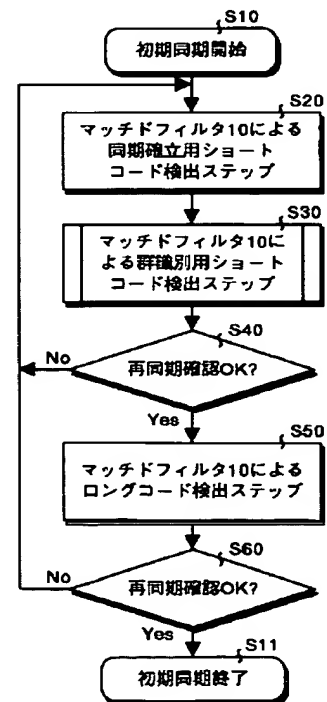 S10
初期同期開始
S20
マッチドフィルタ10による
同期確立用ショート
コード検出ステップ
S30
マッチドフィルタ10に
よる群識別用ショート
コード検出ステップ
S40
No
再同期確認OK?
Yes
S50
マッチドフィルタ10による
ロングコード検出ステップ
S60
No
再同期確認OK?
Yes
S11
初期同期終了